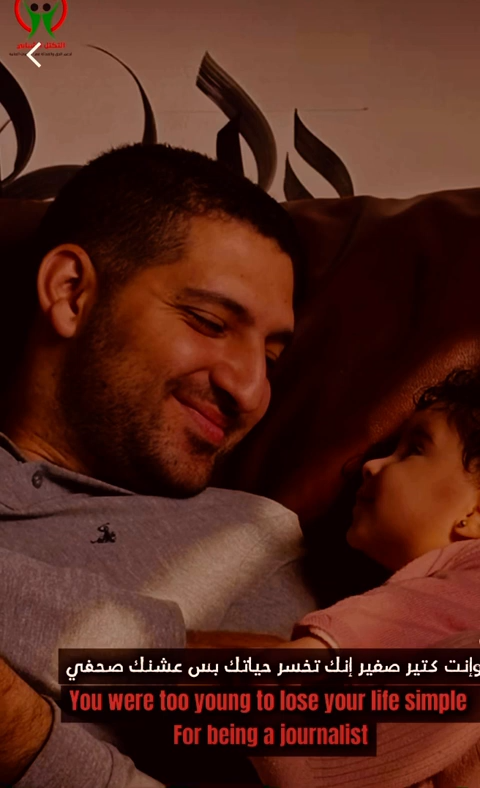 وإنت كتير صغير إنك تخسر حياتك بس عشنك صحفي
You were too young to lose your life simple
For being a journalist